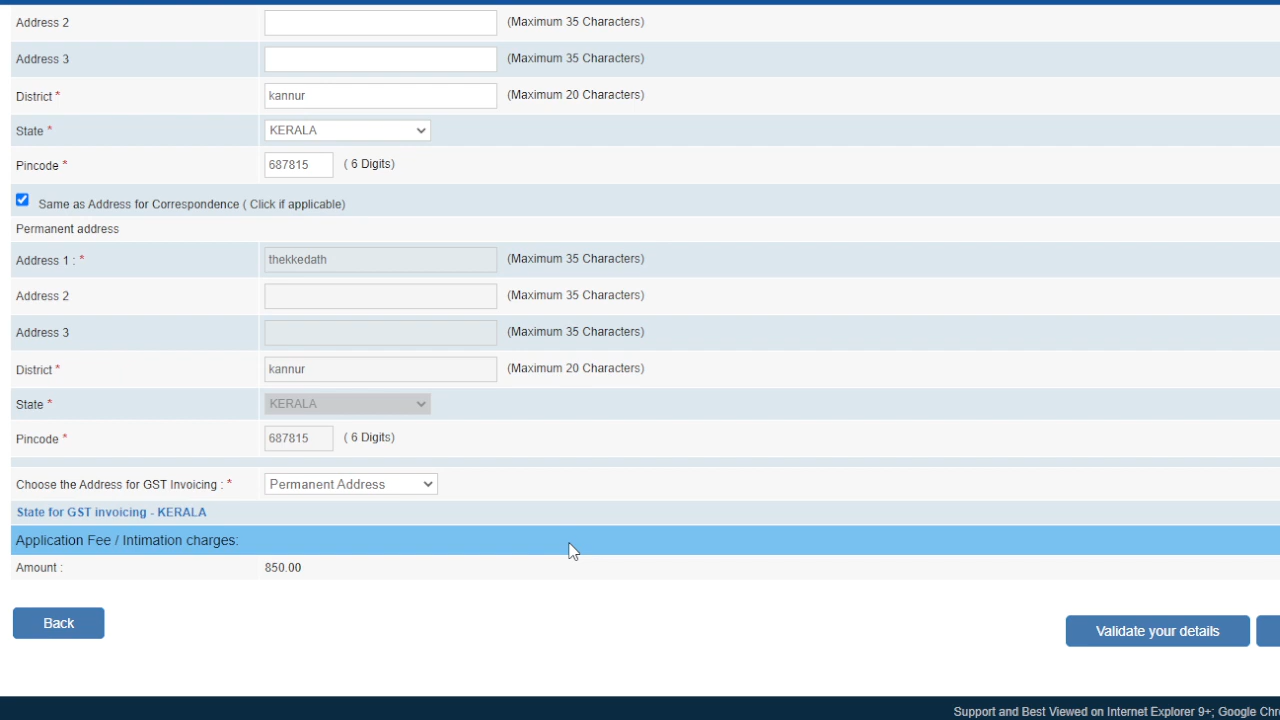 Address 2 (Maximum 35 Characters)
Address 3 (Maximum 35 Characters)
District * kannur (Maximum 20 Characters)
State * KERALA
Pincode * 687815 ( 6 Digits)
Same as Address for Correspondence ( Click if applicable)
Permanent address
Address 1 : * thekkedath (Maximum 35 Characters)
Address 2 (Maximum 35 Characters)
Address 3 (Maximum 35 Characters)
District * kannur (Maximum 20 Characters)
State * KERALA
Pincode * 687815 ( 6 Digits)
Choose the Address for GST Invoicing : * Permanent Address
State for GST invoicing - KERALA
Application Fee / Intimation charges:
Amount : 850.00
Back
Validate your details
Support and Best Viewed on Internet Explorer 9+; Google Chr